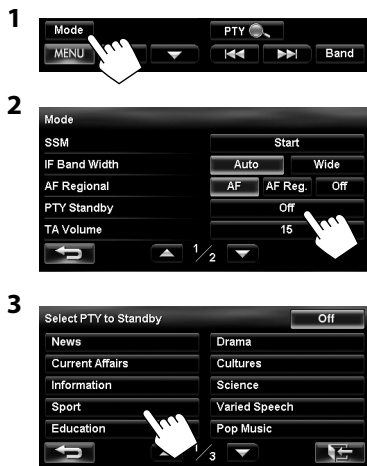 1
Mode PTY
MENU Band
2
Mode
SSM Start
IF Band Width Auto Wide
AF Regional AF AF Reg. Off
PTY Standby Off
TA Volume 15
1/2
3
Select PTY to Standby Off
News Drama
Current Affairs Cultures
Information Science
Sport Varied Speech
Education Pop Music
1/3